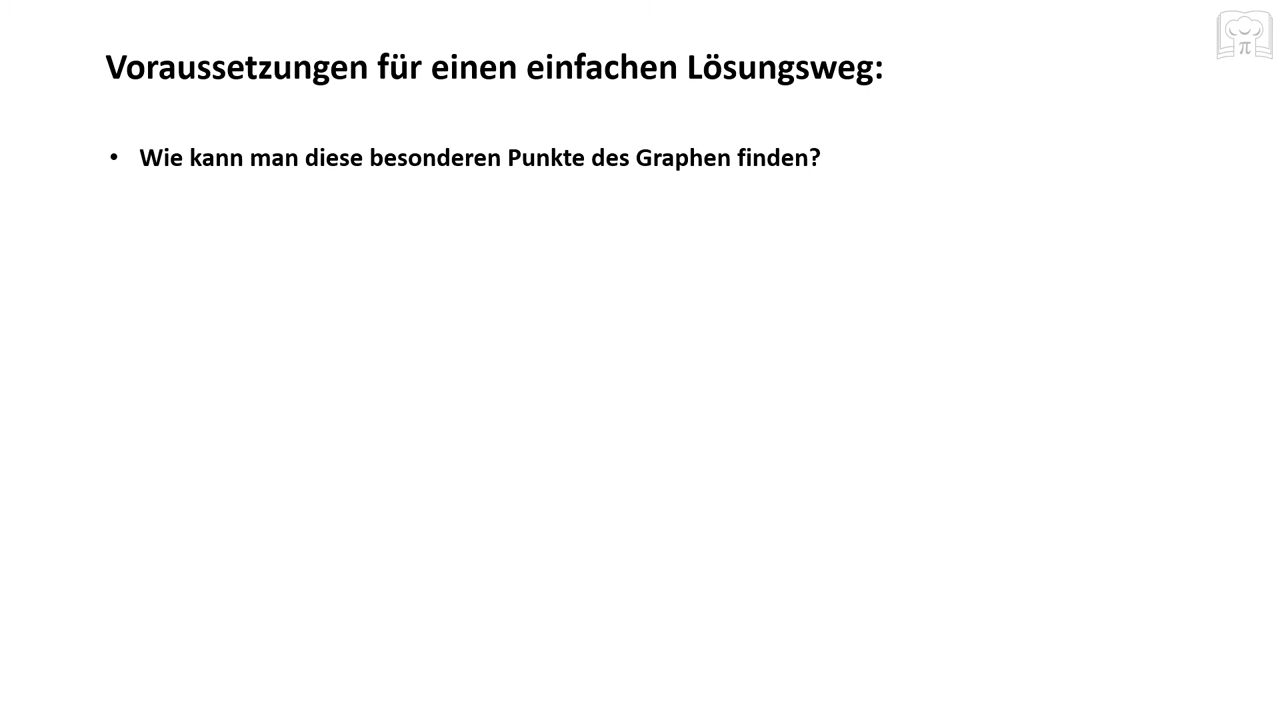 Voraussetzungen für einen einfachen Lösungsweg:
• Wie kann man diese besonderen Punkte des Graphen finden?
π